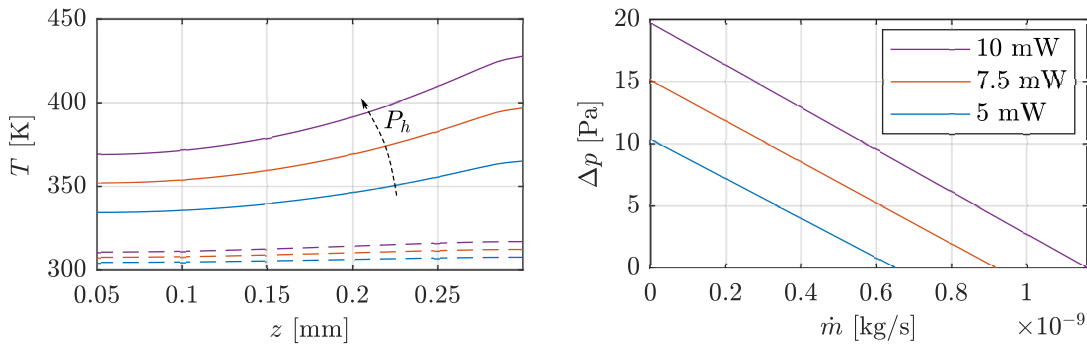 450
400
350
300
T [K]
P_h
0.05 0.1 0.15 0.2 0.25
z [mm]
20
15
10
5
0
Δp [Pa]
10 mW
7.5 mW
5 mW
0 0.2 0.4 0.6 0.8 1
ṁ [kg/s] ×10⁻⁹